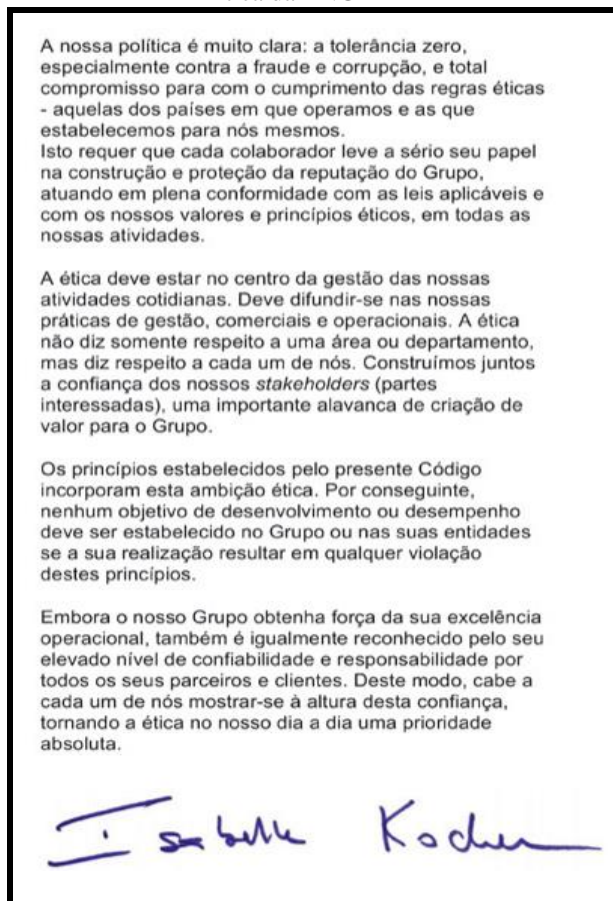 A nossa política é muito clara: a tolerância zero,
especialmente contra a fraude e corrupção, e total
compromisso para com o cumprimento das regras éticas
- aquelas dos países em que operamos e as que
estabelecemos para nós mesmos.
Isto requer que cada colaborador leve a sério seu papel
na construção e proteção da reputação do Grupo,
atuando em plena conformidade com as leis aplicáveis e
com os nossos valores e princípios éticos, em todas as
nossas atividades.
A ética deve estar no centro da gestão das nossas
atividades cotidianas. Deve difundir-se nas nossas
práticas de gestão, comerciais e operacionais. A ética
não diz somente respeito a uma área ou departamento,
mas diz respeito a cada um de nós. Construímos juntos
a confiança dos nossos stakeholders (partes
interessadas), uma importante alavanca de criação de
valor para o Grupo.
Os princípios estabelecidos pelo presente Código
incorporam esta ambição ética. Por conseguinte,
nenhum objetivo de desenvolvimento ou desempenho
deve ser estabelecido no Grupo ou nas suas entidades
se a sua realização resultar em qualquer violação
destes princípios.
Embora o nosso Grupo obtenha força da sua excelência
operacional, também é igualmente reconhecido pelo seu
elevado nível de confiabilidade e responsabilidade por
todos os seus parceiros e clientes. Deste modo, cabe a
cada um de nós mostrar-se à altura desta confiança,
tornando a ética no nosso dia a dia uma prioridade
absoluta.
Isabelle Kocher